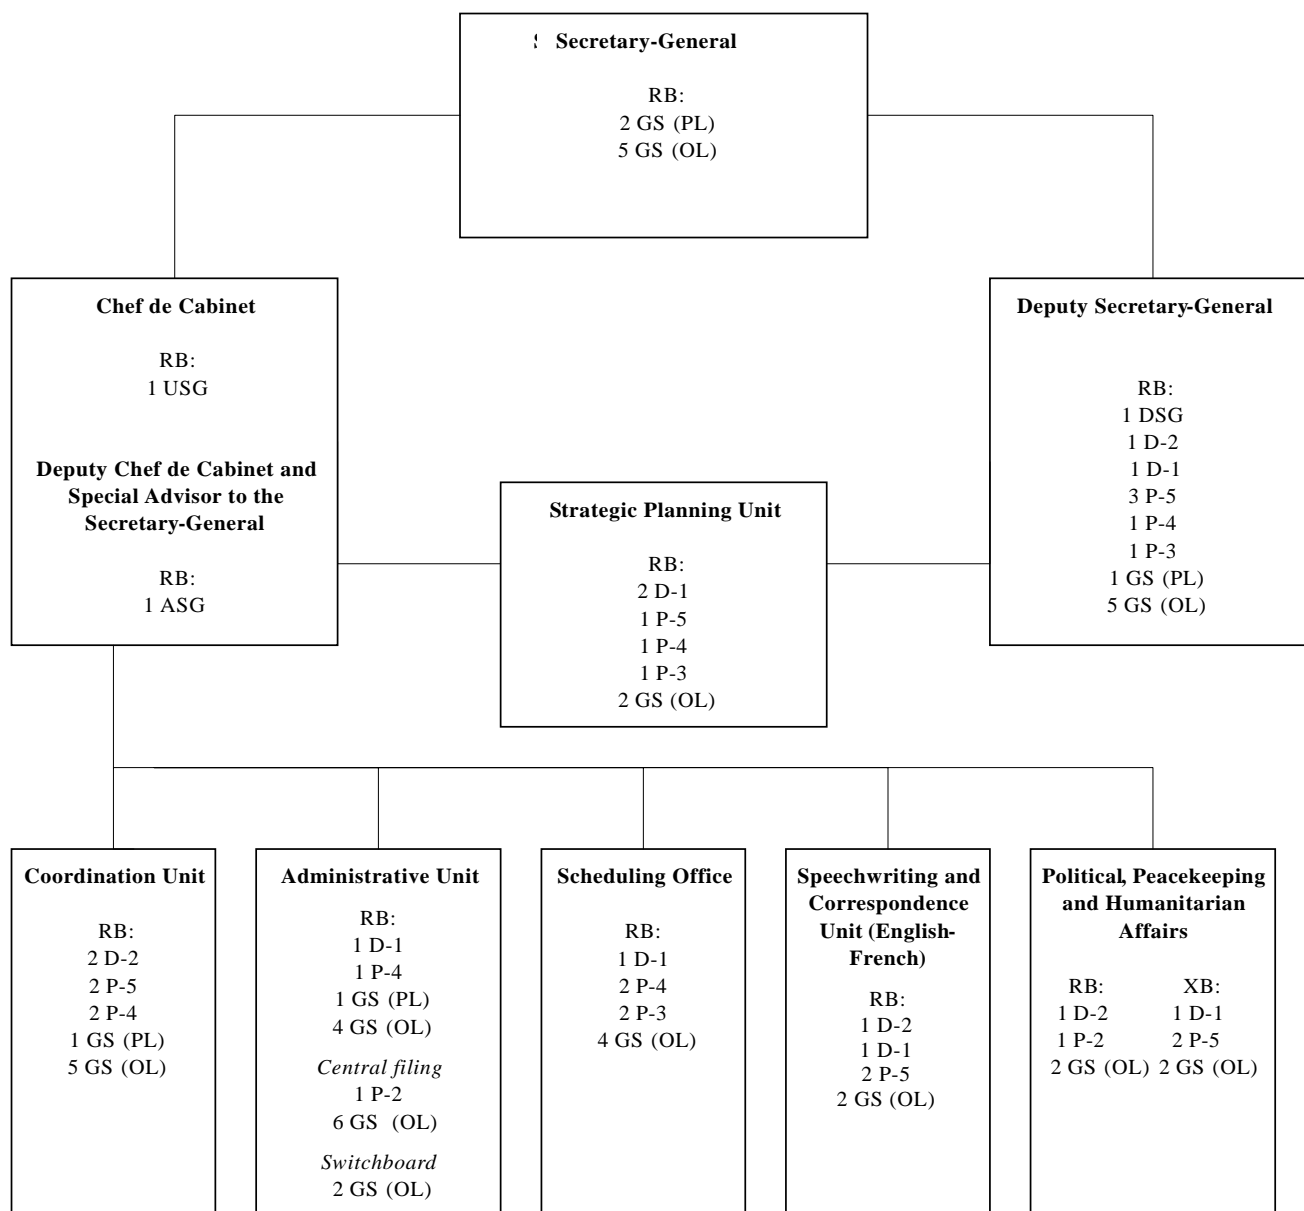 Secretary-General
RB:
2 GS (PL)
5 GS (OL)
Chef de Cabinet
RB:
1 USG
Deputy Chef de Cabinet and
Special Advisor to the
Secretary-General
RB:
1 ASG
Deputy Secretary-General
RB:
1 DSG
1 D-2
1 D-1
3 P-5
1 P-4
1 P-3
1 GS (PL)
5 GS (OL)
Strategic Planning Unit
RB:
2 D-1
1 P-5
1 P-4
1 P-3
2 GS (OL)
Coordination Unit
RB:
2 D-2
2 P-5
2 P-4
1 GS (PL)
5 GS (OL)
Administrative Unit
RB:
1 D-1
1 P-4
1 GS (PL)
4 GS (OL)
Central filing
1 P-2
6 GS (OL)
Switchboard
2 GS (OL)
Scheduling Office
RB:
1 D-1
2 P-4
2 P-3
4 GS (OL)
Speechwriting and
Correspondence
Unit (English-
French)
RB:
1 D-2
1 D-1
2 P-5
2 GS (OL)
Political, Peacekeeping
and Humanitarian
Affairs
RB:
1 D-2
1 P-2
2 GS (OL)
XB:
1 D-1
2 P-5
2 GS (OL)